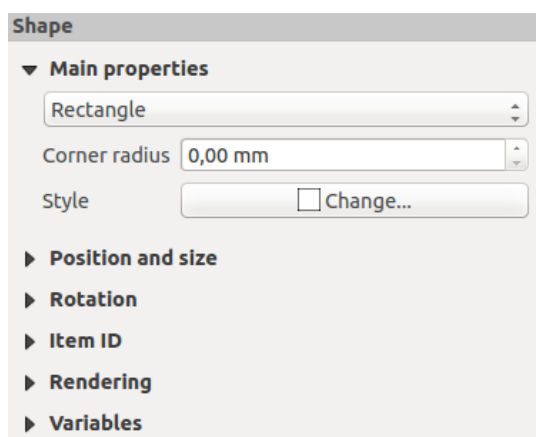 Shape
Main properties
Rectangle
Corner radius 0,00 mm
Style Change...
Position and size
Rotation
Item ID
Rendering
Variables